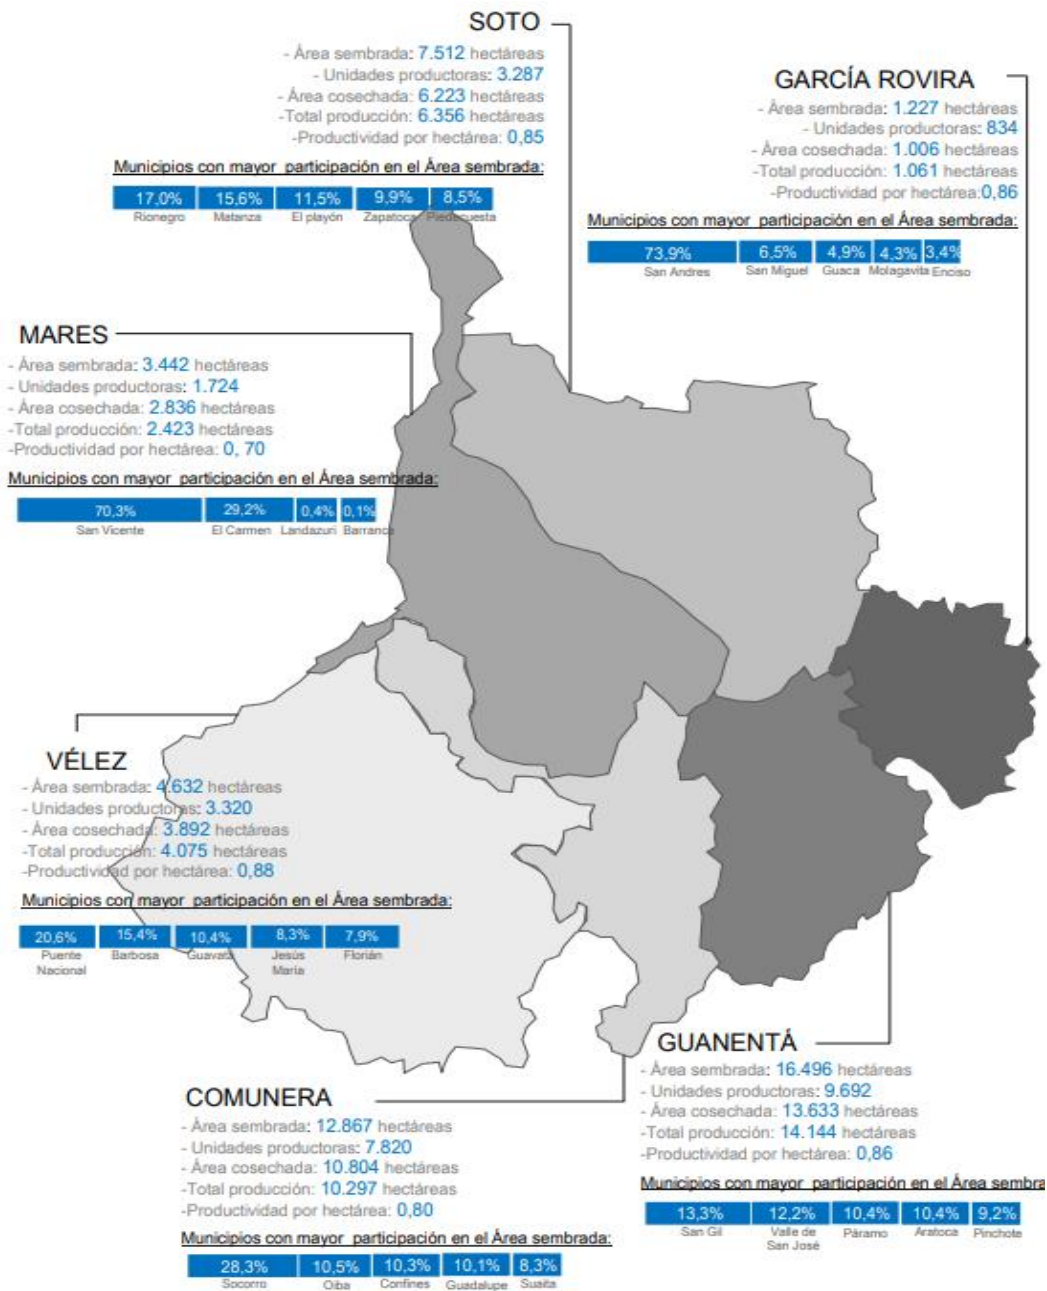 SOTO
- Área sembrada: 7.512 hectáreas
- Unidades productoras: 3.287
- Área cosechada: 6.223 hectáreas
-Total producción: 6.356 hectáreas
-Productividad por hectárea: 0,85
Municipios con mayor participación en el Área sembrada:
17,0% 15,6% 11,5% 9,9% 8,5%
Rionegro Matanza El playón Zapatoca Piedecuesta
GARCÍA ROVIRA
- Área sembrada: 1.227 hectáreas
- Unidades productoras: 834
- Área cosechada: 1.006 hectáreas
-Total producción: 1.061 hectáreas
-Productividad por hectárea:0,86
Municipios con mayor participación en el Área sembrada:
73,9% 6,5% 4,9% 4,3% 3,4%
San Andres San Miguel Guaca Molagavita Enciso
MARES
- Área sembrada: 3.442 hectáreas
- Unidades productoras: 1.724
- Área cosechada: 2.836 hectáreas
-Total producción: 2.423 hectáreas
-Productividad por hectárea: 0, 70
Municipios con mayor participación en el Área sembrada:
70,3% 29,2% 0,4% 0,1%
San Vicente El Carmen Landazuri Barranca
VÉLEZ
- Área sembrada: 4.632 hectáreas
- Unidades productoras: 3.320
- Área cosechada: 3.892 hectáreas
-Total producción: 4.075 hectáreas
-Productividad por hectárea: 0,88
Municipios con mayor participación en el Área sembrada:
20,6% 15,4% 10,4% 8,3% 7,9%
Puente Barbosa Guavatá Jesús Florián
Nacional María
GUANENTÁ
- Área sembrada: 16.496 hectáreas
- Unidades productoras: 9.692
- Área cosechada: 13.633 hectáreas
-Total producción: 14.144 hectáreas
-Productividad por hectárea: 0,86
Municipios con mayor participación en el Área sembra
13,3% 12,2% 10,4% 10,4% 9,2%
San Gil Valle de Páramo Aratoca Pinchote
San José
COMUNERA
- Área sembrada: 12.867 hectáreas
- Unidades productoras: 7.820
- Área cosechada: 10.804 hectáreas
-Total producción: 10.297 hectáreas
-Productividad por hectárea: 0,80
Municipios con mayor participación en el Área sembrada:
28,3% 10,5% 10,3% 10,1% 8,3%
Socorro Oiba Confines Guadalupe Suaita